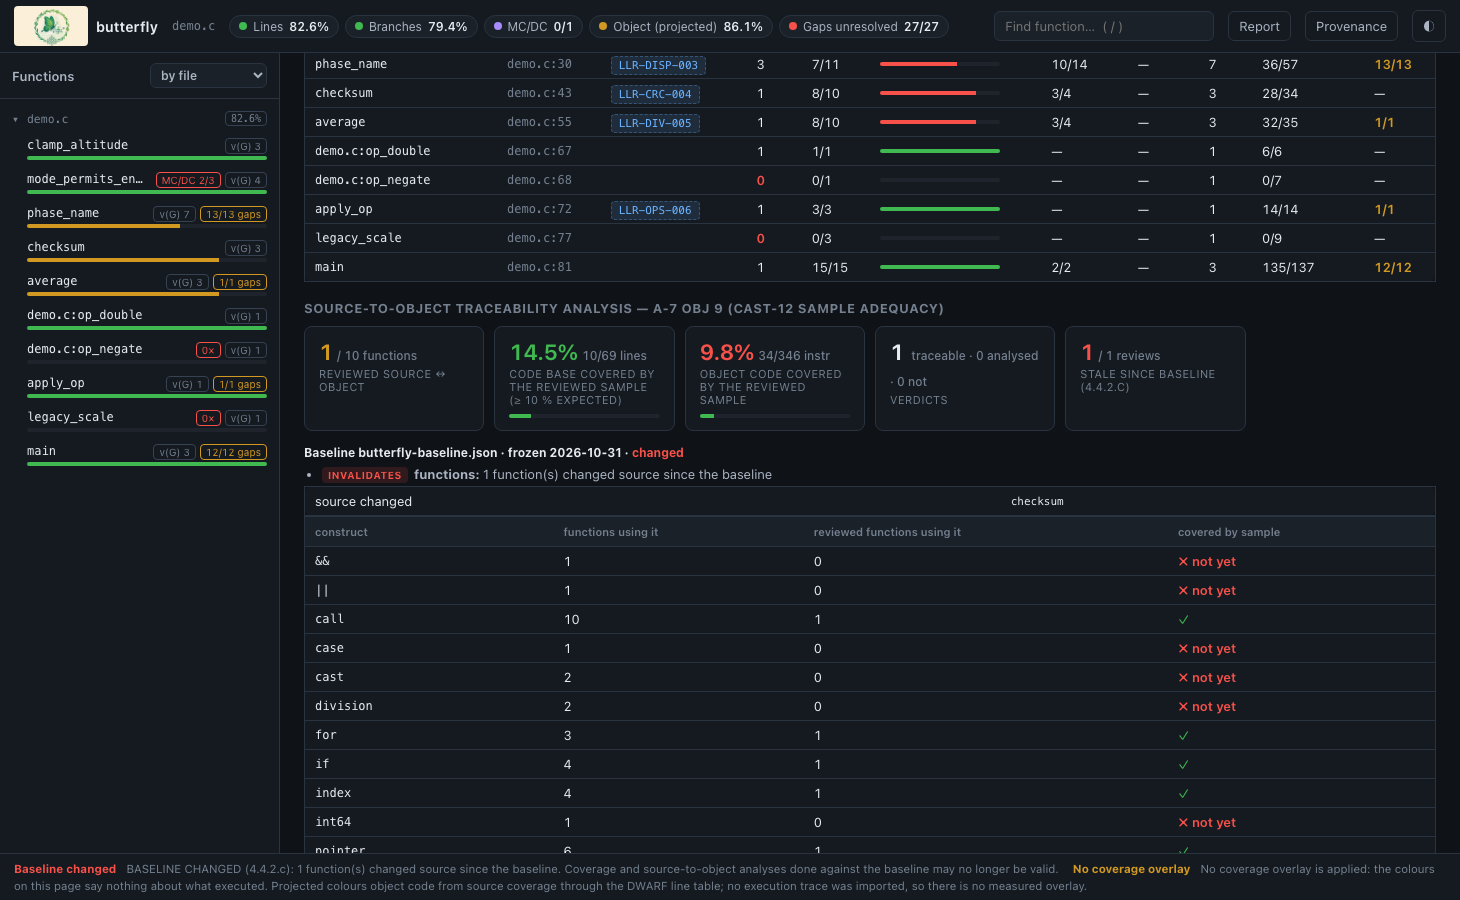 butterfly demo.c Lines 82.6% Branches 79.4% MC/DC 0/1 Object (projected) 86.1% Gaps unresolved 27/27 Find function... ( / ) Report Provenance
Functions by file
demo.c 82.6%
clamp_altitude v(G) 3
mode_permits_en… MC/DC 2/3 v(G) 4
phase_name v(G) 7 13/13 gaps
checksum v(G) 3
average v(G) 3 1/1 gaps
demo.c:op_double v(G) 1
demo.c:op_negate 0× v(G) 1
apply_op v(G) 1 1/1 gaps
legacy_scale 0× v(G) 1
main v(G) 3 12/12 gaps
phase_name demo.c:30 LLR-DISP-003 3 7/11 10/14 — 7 36/57 13/13
checksum demo.c:43 LLR-CRC-004 1 8/10 3/4 — 3 28/34 —
average demo.c:55 LLR-DIV-005 1 8/10 3/4 — 3 32/35 1/1
demo.c:op_double demo.c:67 1 1/1 — — 1 6/6 —
demo.c:op_negate demo.c:68 0 0/1 — — 1 0/7 —
apply_op demo.c:72 LLR-OPS-006 1 3/3 — — 1 14/14 1/1
legacy_scale demo.c:77 0 0/3 — — 1 0/9 —
main demo.c:81 1 15/15 2/2 — 3 135/137 12/12
SOURCE-TO-OBJECT TRACEABILITY ANALYSIS — A-7 OBJ 9 (CAST-12 SAMPLE ADEQUACY)
1 / 10 functions
REVIEWED SOURCE ↔
OBJECT
14.5% 10/69 lines
CODE BASE COVERED BY
THE REVIEWED SAMPLE
(≥ 10 % EXPECTED)
9.8% 34/346 instr
OBJECT CODE COVERED
BY THE REVIEWED
SAMPLE
1 traceable · 0 analysed
· 0 not
VERDICTS
1 / 1 reviews
STALE SINCE BASELINE
(4.4.2.C)
Baseline butterfly-baseline.json · frozen 2026-10-31 · changed
• INVALIDATES functions: 1 function(s) changed source since the baseline
source changed checksum
construct functions using it reviewed functions using it covered by sample
&& 1 0 ✕ not yet
|| 1 0 ✕ not yet
call 10 1 ✓
case 1 0 ✕ not yet
cast 2 0 ✕ not yet
division 2 0 ✕ not yet
for 3 1 ✓
if 4 1 ✓
index 4 1 ✓
int64 1 0 ✕ not yet
pointer 6 1 ✓
Baseline changed BASELINE CHANGED (4.4.2.c): 1 function(s) changed source since the baseline. Coverage and source-to-object analyses done against the baseline may no longer be valid. No coverage overlay No coverage overlay is applied: the colours
on this page say nothing about what executed. Projected colours object code from source coverage through the DWARF line table; no execution trace was imported, so there is no measured overlay.